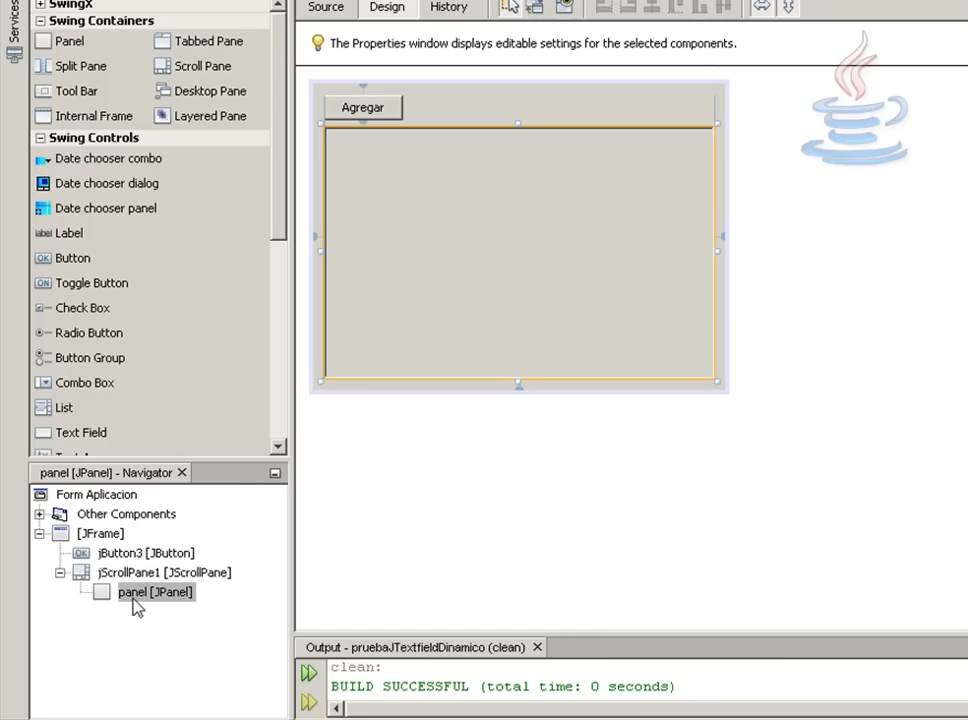 Services
SwingX
Swing Containers
Panel
Tabbed Pane
Split Pane
Scroll Pane
Tool Bar
Desktop Pane
Internal Frame
Layered Pane
Swing Controls
Date chooser combo
Date chooser dialog
Date chooser panel
label Label
OK Button
ON Toggle Button
Check Box
Radio Button
Button Group
Combo Box
List
Text Field
panel [JPanel] - Navigator
Form Aplicacion
Other Components
[JFrame]
OK jButton3 [JButton]
jScrollPane1 [JScrollPane]
panel [JPanel]
Source Design History
The Properties window displays editable settings for the selected components.
Agregar
Output - pruebaJTextfieldDinamico (clean)
clean:
BUILD SUCCESSFUL (total time: 0 seconds)